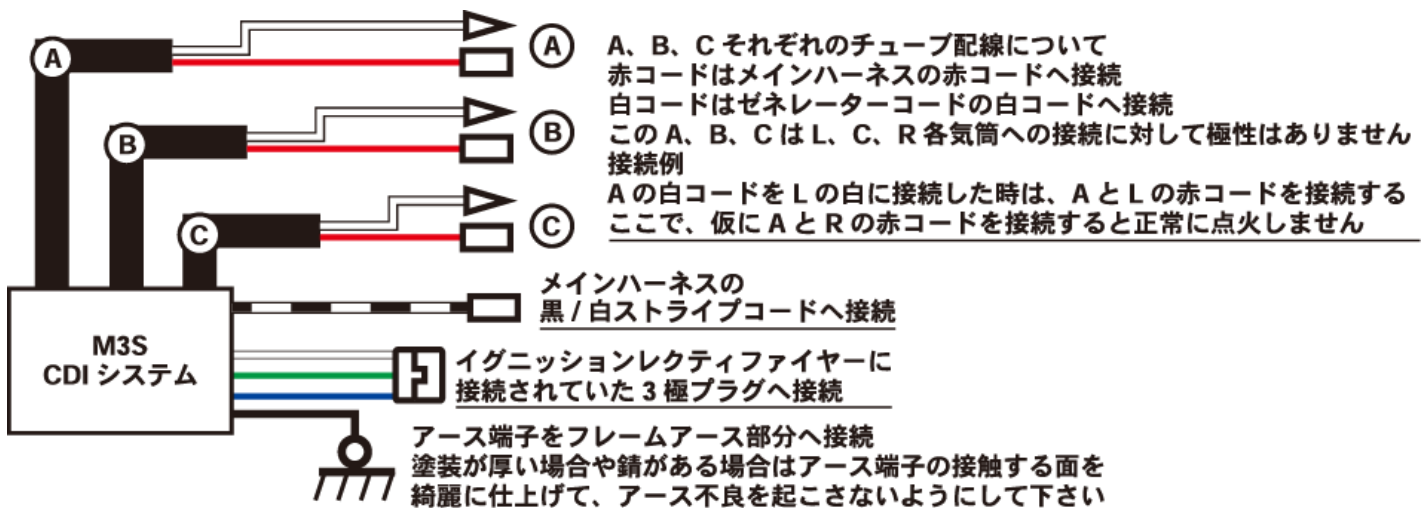 A
A
A、B、C それぞれのチューブ配線について
赤コードはメインハーネスの赤コードへ接続
白コードはゼネレーターコードの白コードへ接続
B
B
この A、B、C は L、C、R 各気筒への接続に対して極性はありません
接続例
A の白コードを L の白に接続した時は、A と L の赤コードを接続する
C
C
ここで、仮に A と R の赤コードを接続すると正常に点火しません
メインハーネスの
黒 / 白ストライプコードへ接続
M3S
CDI システム
イグニッションレクティファイヤーに
接続されていた 3 極プラグへ接続
アース端子をフレームアース部分へ接続
塗装が厚い場合や錆がある場合はアース端子の接触する面を
綺麗に仕上げて、アース不良を起こさないようにして下さい